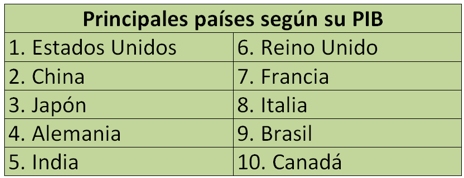 Principales países según su PIB
1. Estados Unidos
6. Reino Unido
2. China
7. Francia
3. Japón
8. Italia
4. Alemania
9. Brasil
5. India
10. Canadá